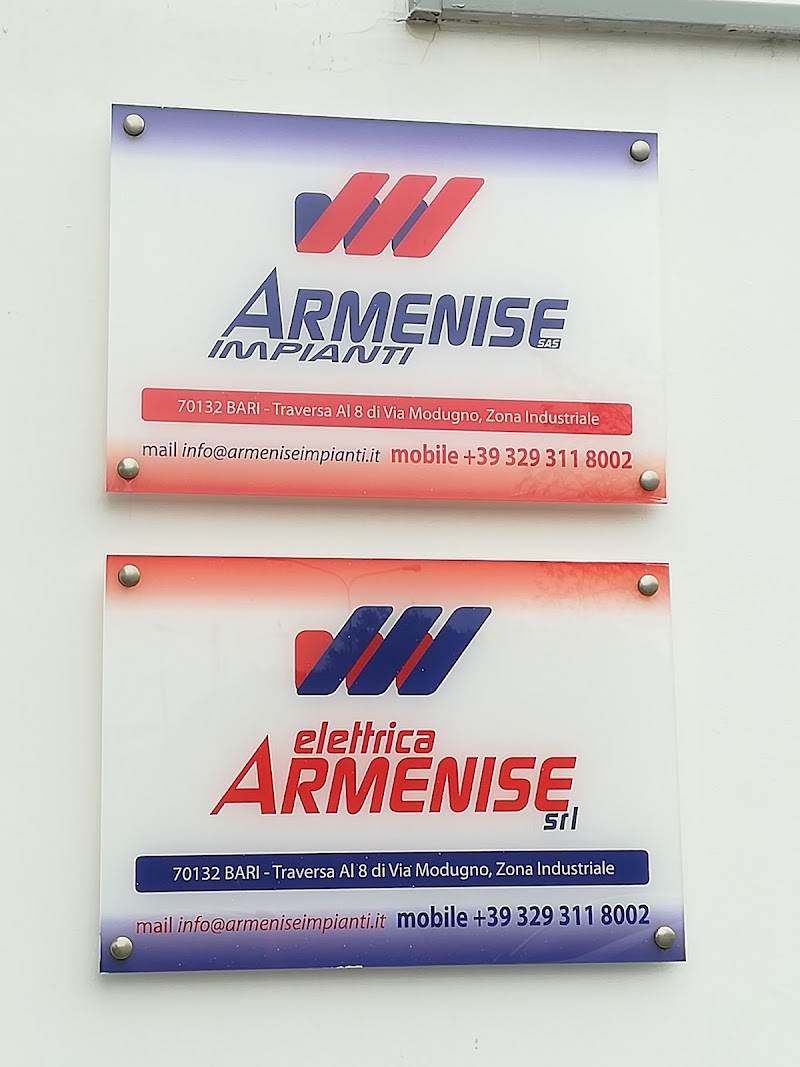 ARMENISE
SAS
IMPIANTI
70132 BARI - Traversa Al 8 di Via Modugno, Zona Industriale
mail info@armeniseimpianti.it mobile +39 329 311 8002
elettrica
ARMENISE
srl
70132 BARI - Traversa Al 8 di Via Modugno, Zona Industriale
mail info@armeniseimpianti.it mobile +39 329 311 8002